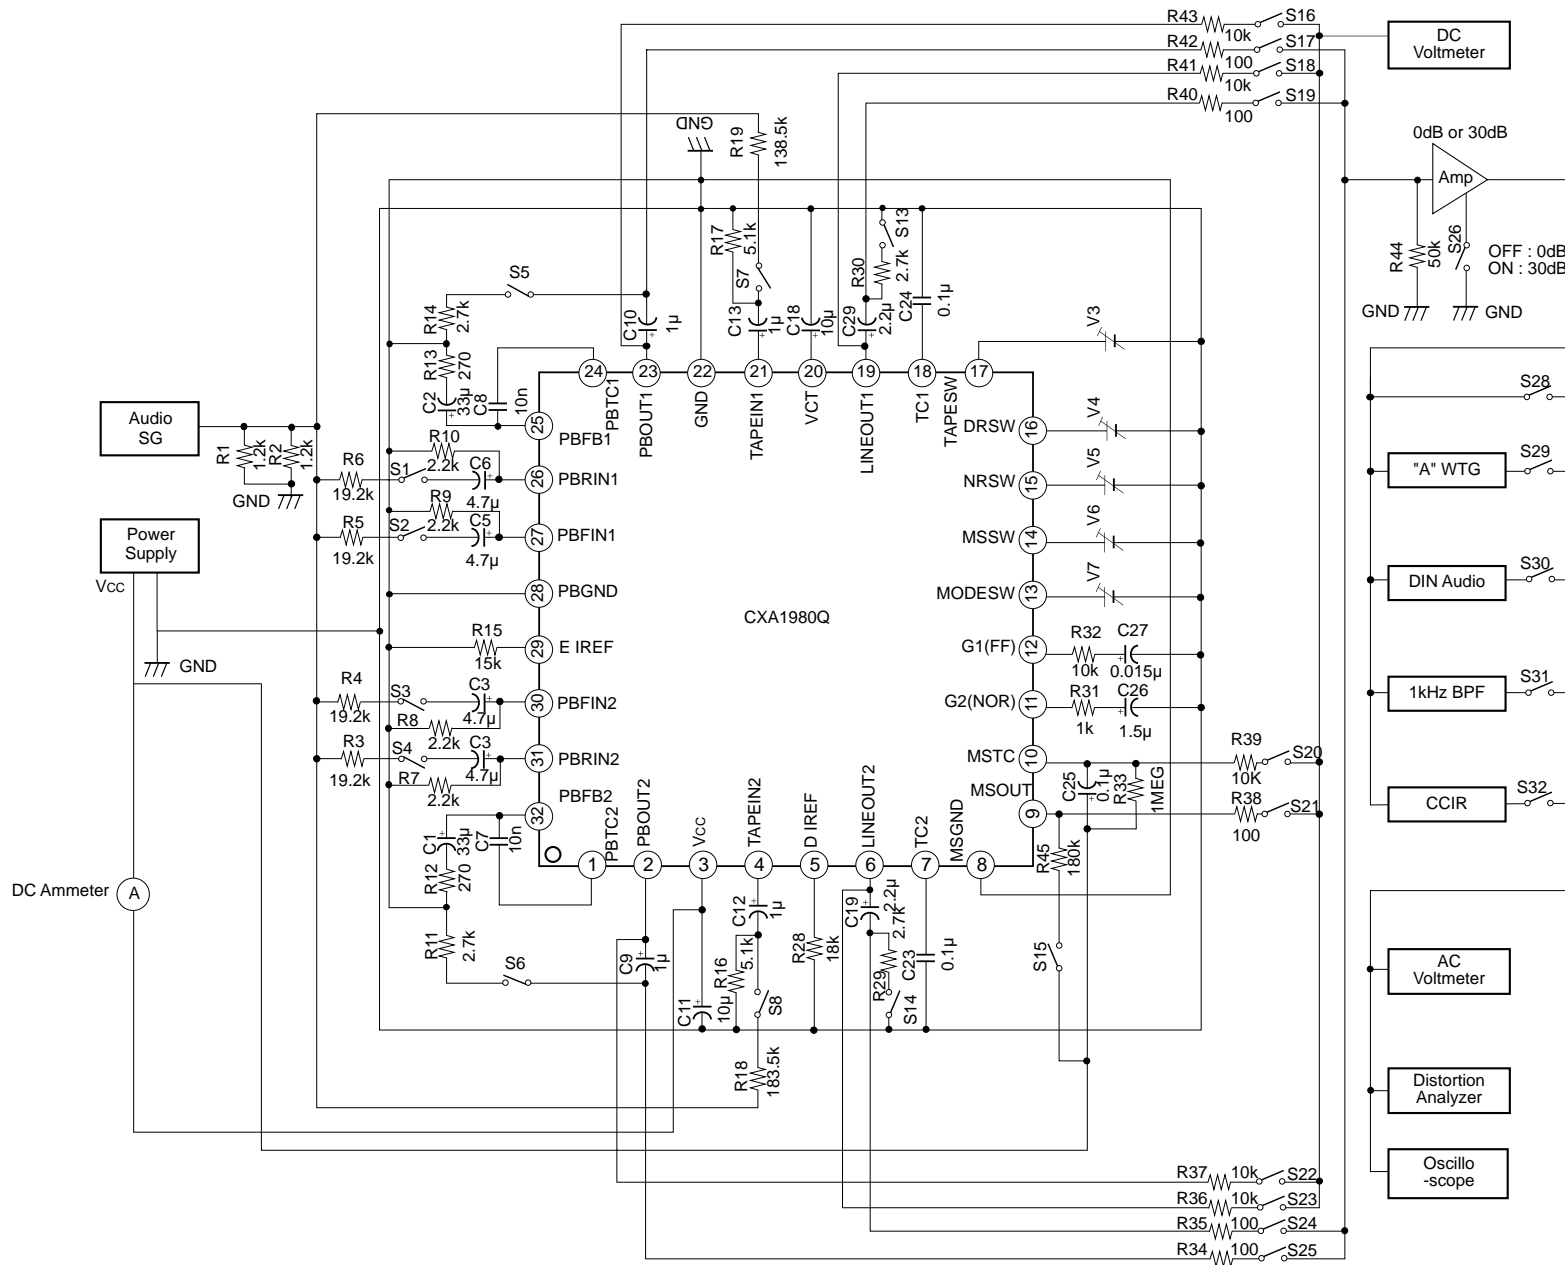 R43
10k
S16
R42
100
S17
R41
10k
S18
R40
100
S19
DC
Voltmeter
0dB or 30dB
Amp
R44
50k
S26
OFF : 0dB
ON : 30dB
GND
GND
GND
R19
138.5k
R17
5.1k
S7
S13
R30
2.7k
S5
R14
2.7k
R13
270
C2
33µ
C8
10n
C10
1µ
C13
1µ
C18
10µ
C29
2.2µ
C24
0.1µ
V3
V4
V5
V6
V7
24
23
22
21
20
19
18
17
PBTC1
PBOUT1
GND
TAPEIN1
VCT
LINEOUT1
TC1
TAPESW
Audio
SG
R1
1.2k
R2
1.2k
GND
Power
Supply
Vcc
GND
R6
19.2k
S1
R10
2.2k
C6
4.7µ
R9
2.2k
R5
19.2k
S2
C5
4.7µ
R15
15k
R4
19.2k
S3
C3
4.7µ
R8
2.2k
R3
19.2k
S4
C3
4.7µ
R7
2.2k
25
PBFB1
26
PBRIN1
27
PBFIN1
28
PBGND
29
E IREF
30
PBFIN2
31
PBRIN2
32
PBFB2
CXA1980Q
DRSW
16
NRSW
15
MSSW
14
MODESW
13
G1(FF)
12
G2(NOR)
11
MSTC
10
MSOUT
9
R32
10k
C27
0.015µ
R31
1k
C26
1.5µ
C25
0.1µ
R33
1MEG
R39
10K
S20
R38
100
S21
R45
180k
S15
PBTC2
PBOUT2
Vcc
TAPEIN2
D IREF
LINEOUT2
TC2
MSGND
1
2
3
4
5
6
7
8
C1
33µ
C7
10n
R12
270
R11
2.7k
S6
C9
1µ
C11
10µ
C12
1µ
R16
5.1k
S8
R18
183.5k
R28
18k
C19
2.2µ
R29
2.7k
S14
C23
0.1µ
DC Ammeter
A
S28
"A" WTG
S29
DIN Audio
S30
1kHz BPF
S31
CCIR
S32
AC
Voltmeter
Distortion
Analyzer
Oscillo
-scope
R37
10k
S22
R36
10k
S23
R35
100
S24
R34
100
S25